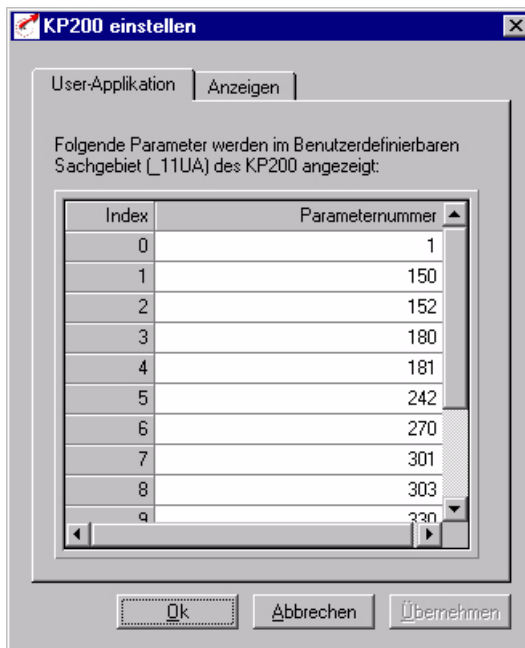 KP200 einstellen
User-Applikation Anzeigen
Folgende Parameter werden im Benutzerdefinierbaren
Sachgebiet (_11UA) des KP200 angezeigt:
Index Parameternummer
0 1
1 150
2 152
3 180
4 181
5 242
6 270
7 301
8 303
9 330
Ok Abbrechen Übernehmen